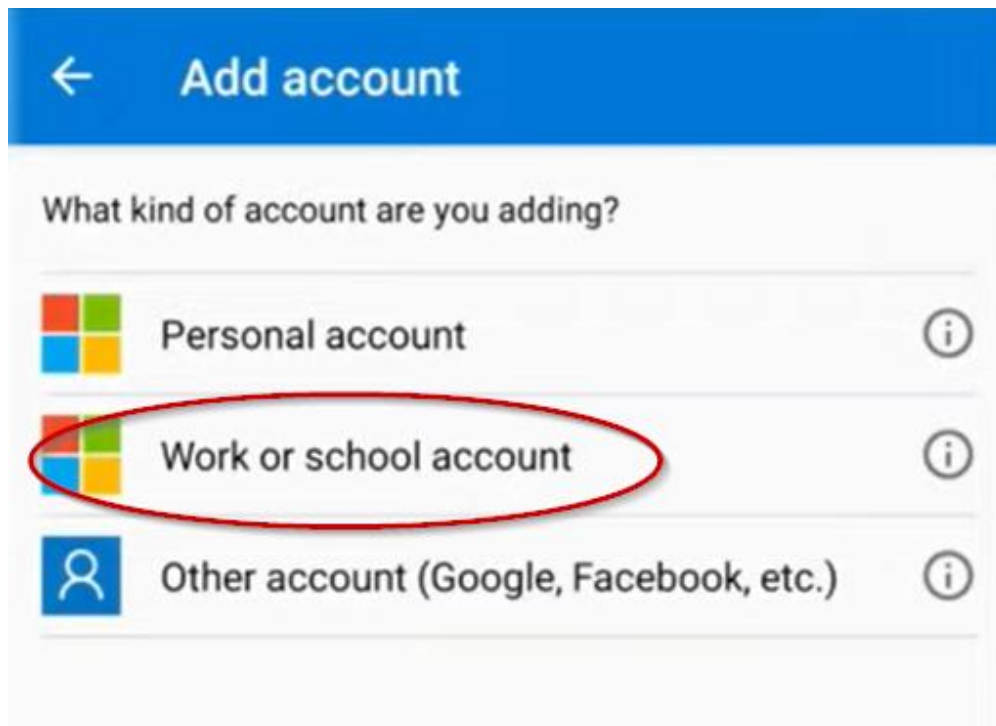 Add account
What kind of account are you adding?
Personal account
Work or school account
Other account (Google, Facebook, etc.)